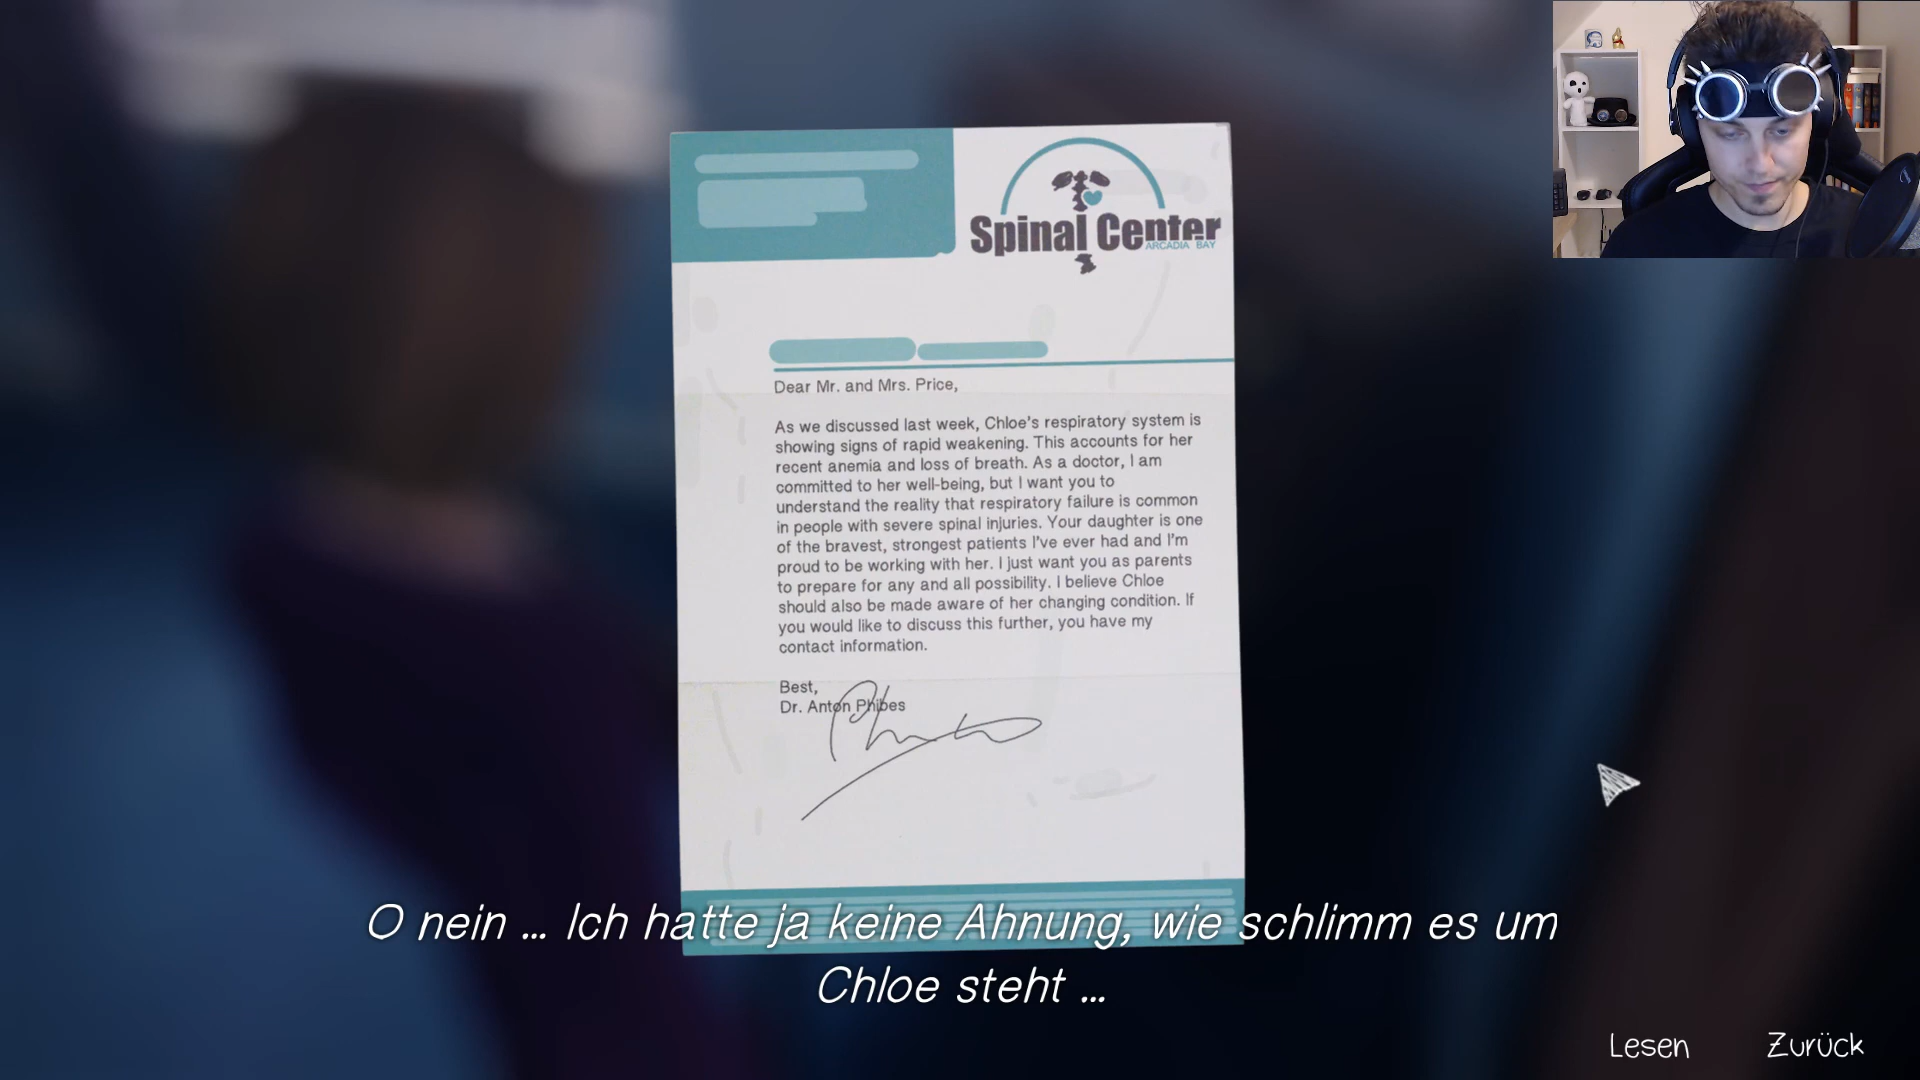 Spinal Center
ARCADIA BAY
Dear Mr. and Mrs. Price,
As we discussed last week, Chloe's respiratory system is
showing signs of rapid weakening. This accounts for her
recent anemia and loss of breath. As a doctor, I am
committed to her well-being, but I want you to
understand the reality that respiratory failure is common
in people with severe spinal injuries. Your daughter is one
of the bravest, strongest patients I've ever had and I'm
proud to be working with her. I just want you as parents
to prepare for any and all possibility. I believe Chloe
should also be made aware of her changing condition. If
you would like to discuss this further, you have my
contact information.
Best,
Dr. Anton Phibes
O nein ... Ich hatte ja keine Ahnung, wie schlimm es um
Chloe steht ...
Lesen Zurück